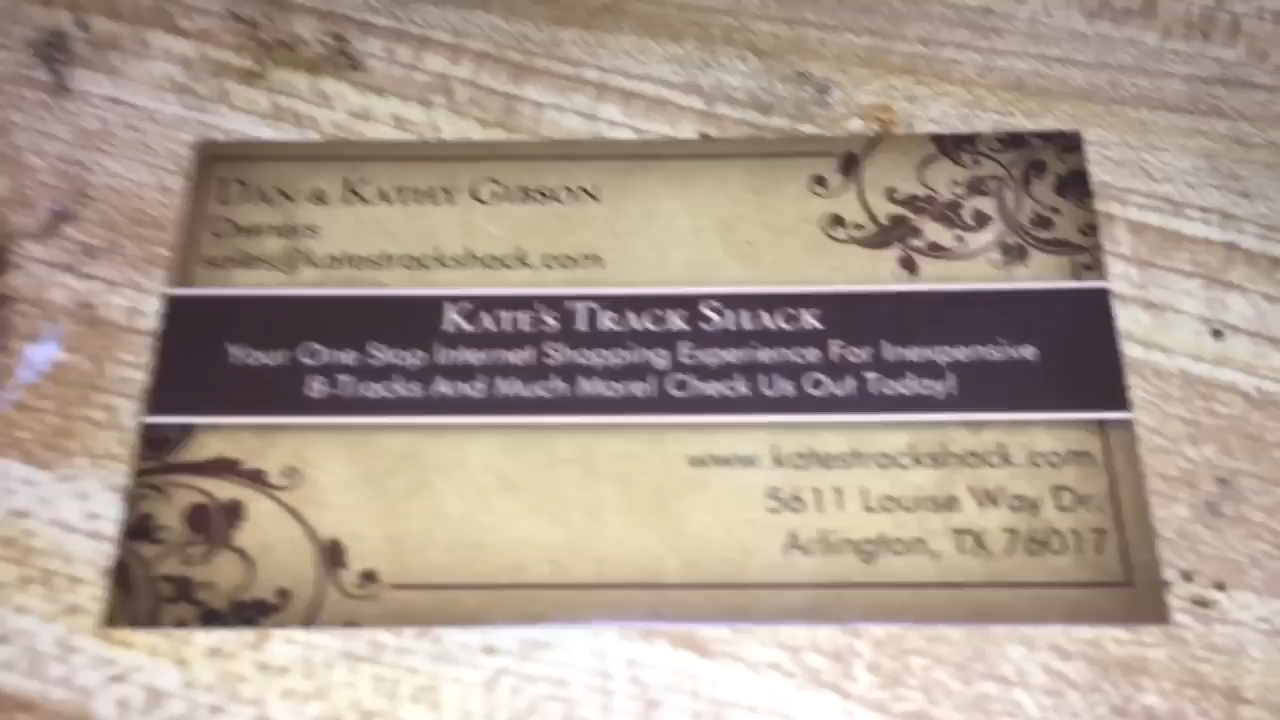 DAN & KATHY GIBSON
Owners
sales@katestrackshack.com
KATE'S TRACK SHACK
Your One Stop Internet Shopping Experience For Inexpensive
8-Tracks And Much More! Check Us Out Today!
www.katestrackshack.com
5611 Louise Way Dr.
Arlington, TX 76017